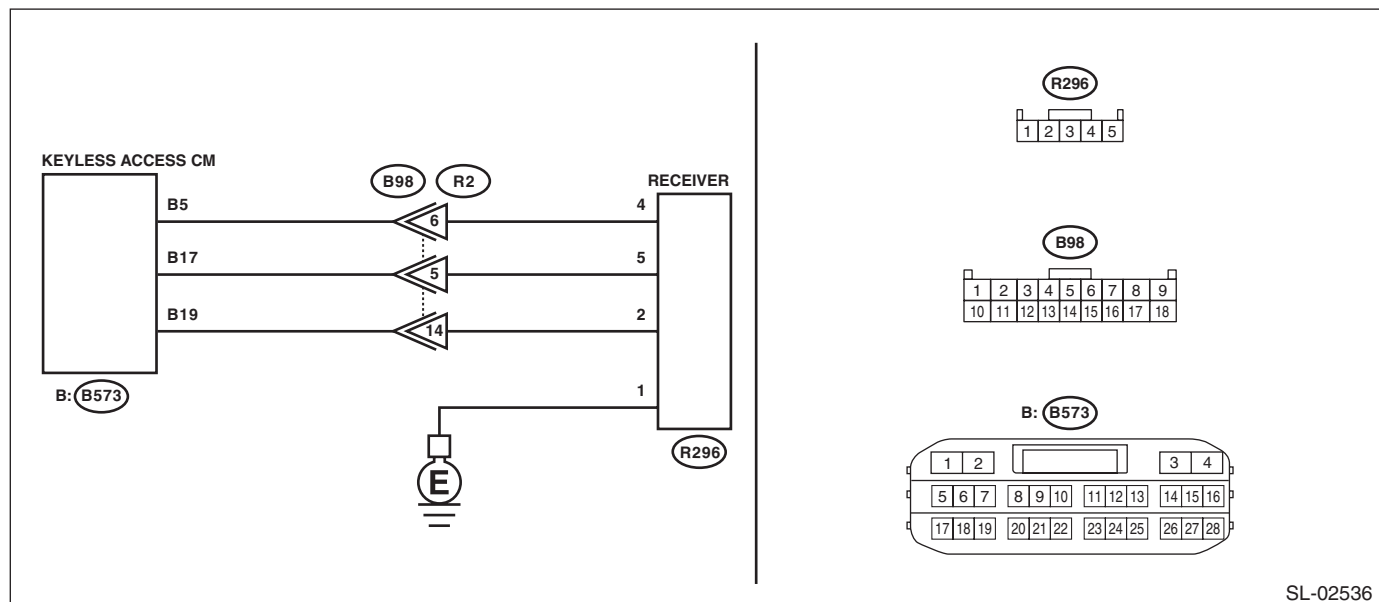 KEYLESS ACCESS CM
B98 R2
RECEIVER
B5 6 4
B17 5 5
B19 14 2
1
B: B573
R296
E
R296
1 2 3 4 5
B98
1 2 3 4 5 6 7 8 9
10 11 12 13 14 15 16 17 18
B: B573
1 2 3 4
5 6 7 8 9 10 11 12 13 14 15 16
17 18 19 20 21 22 23 24 25 26 27 28
SL-02536